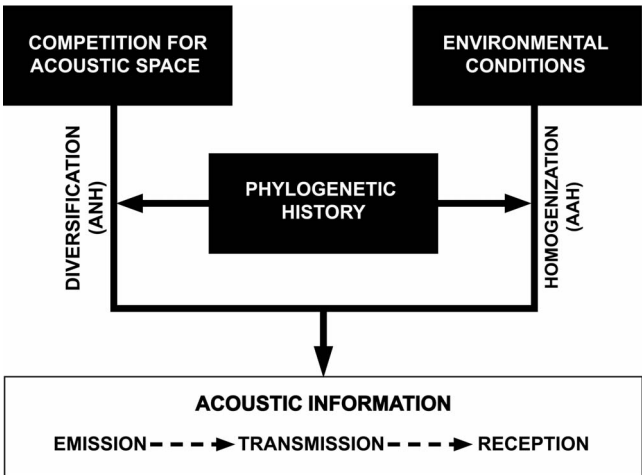 COMPETITION FOR
ACOUSTIC SPACE
ENVIRONMENTAL
CONDITIONS
DIVERSIFICATION
(ANH)
PHYLOGENETIC
HISTORY
HOMOGENIZATION
(AAH)
ACOUSTIC INFORMATION
EMISSION TRANSMISSION RECEPTION